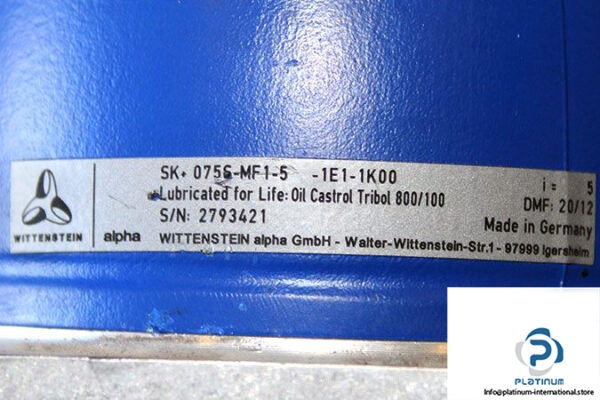 SK+ 075S-MF1-5 -1E1-1K00 i = 5
Lubricated for Life: Oil Castrol Tribol 800/100 DMF: 20/12
S/N: 2793421 Made in Germany
WITTENSTEIN alpha WITTENSTEIN alpha GmbH - Walter-Wittenstein-Str.1 - 97999 Igersheim
PLATINUM
Info@platinum-international.store